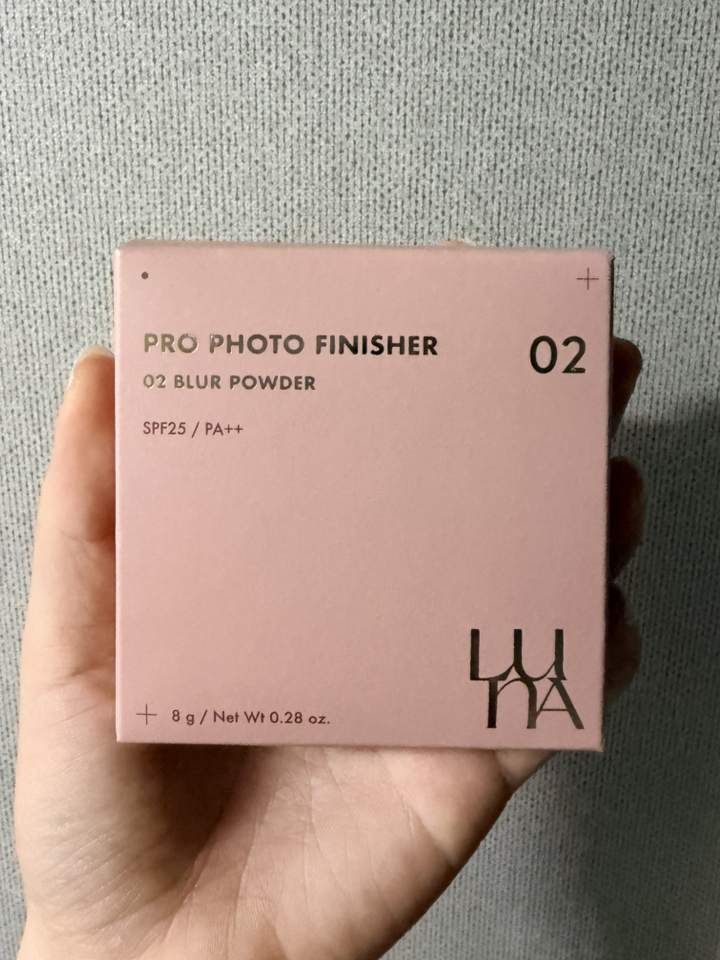 PRO PHOTO FINISHER
02
02 BLUR POWDER
SPF25 / PA++
LUNA
8 g / Net Wt 0.28 oz.